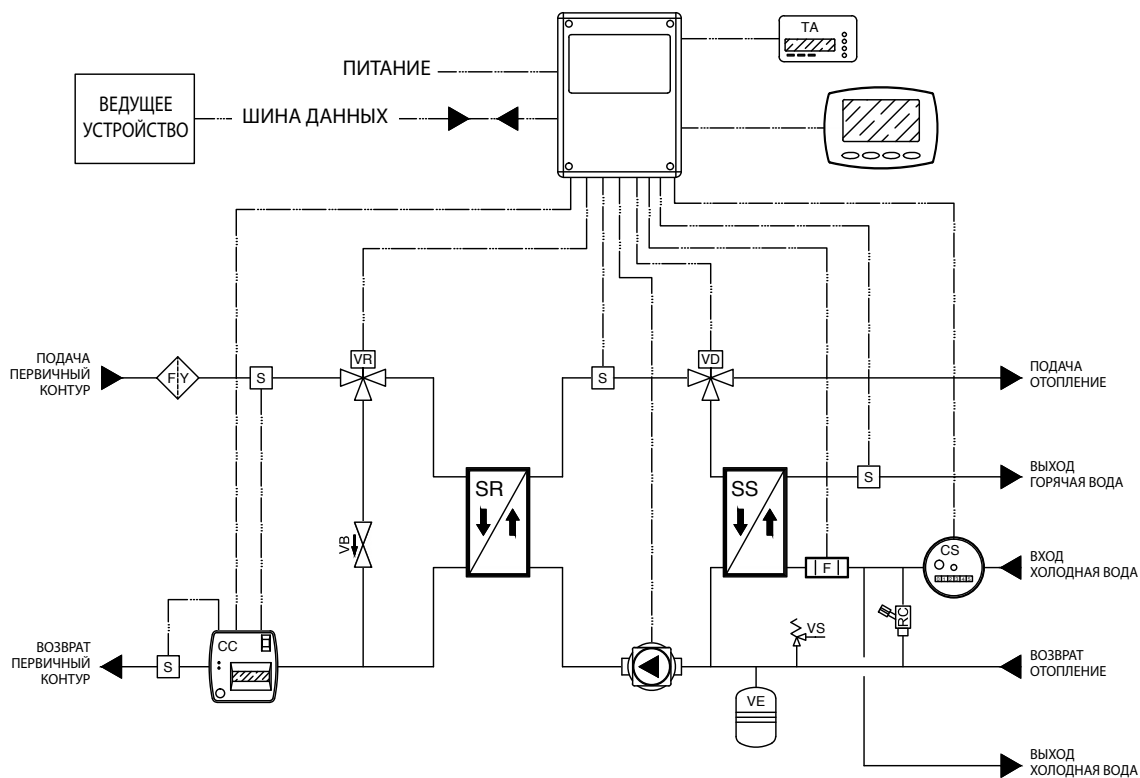 TA
ПИТАНИЕ
ВЕДУЩЕЕ
УСТРОЙСТВО
ШИНА ДАННЫХ
ПОДАЧА
ПЕРВИЧНЫЙ
КОНТУР
F Y
S
VR
S
VD
ПОДАЧА
ОТОПЛЕНИЕ
SR
SS
S
ВЫХОД
ГОРЯЧАЯ ВОДА
VB
F
CS
ВХОД
ХОЛОДНАЯ ВОДА
RC
VS
ВОЗВРАТ
ПЕРВИЧНЫЙ
КОНТУР
S
CC
VE
ВОЗВРАТ
ОТОПЛЕНИЕ
ВЫХОД
ХОЛОДНАЯ ВОДА